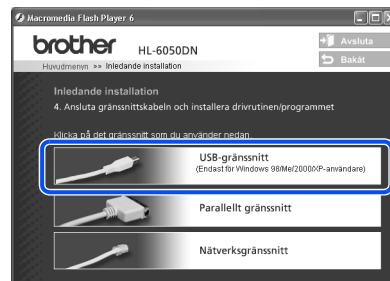 Macromedia Flash Player 6
brother HL-6050DN
Avsluta
Bakåt
Huvudmenyn >> Inledande installation
Inledande installation
4. Anslut gränssnittskabeln och installera drivrutinen/programmet
Klicka på det gränssnitt som du använder nedan.
USB-gränssnitt
(Endast för Windows 98/Me/2000/XP-användare)
Parallellt gränssnitt
Nätverksgränssnitt